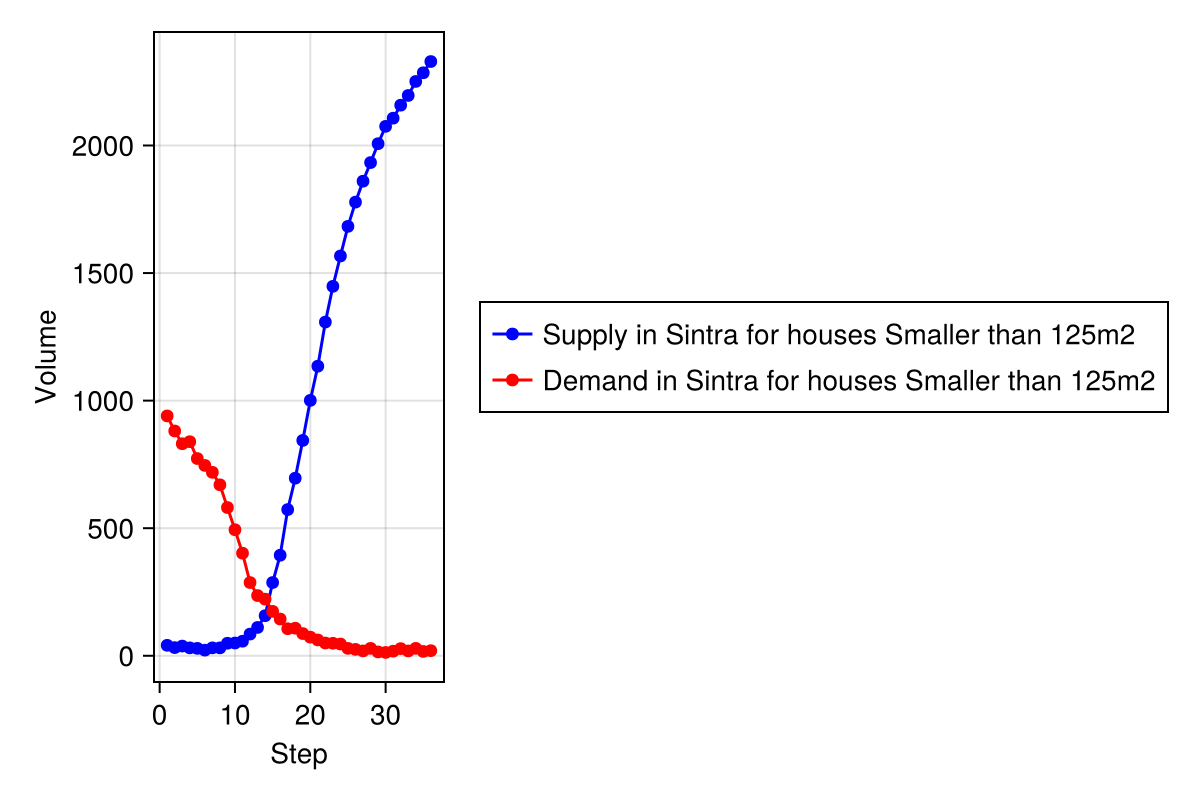 2000
1500
1000
500
0
Volume
0 10 20 30
Step
Supply in Sintra for houses Smaller than 125m2
Demand in Sintra for houses Smaller than 125m2